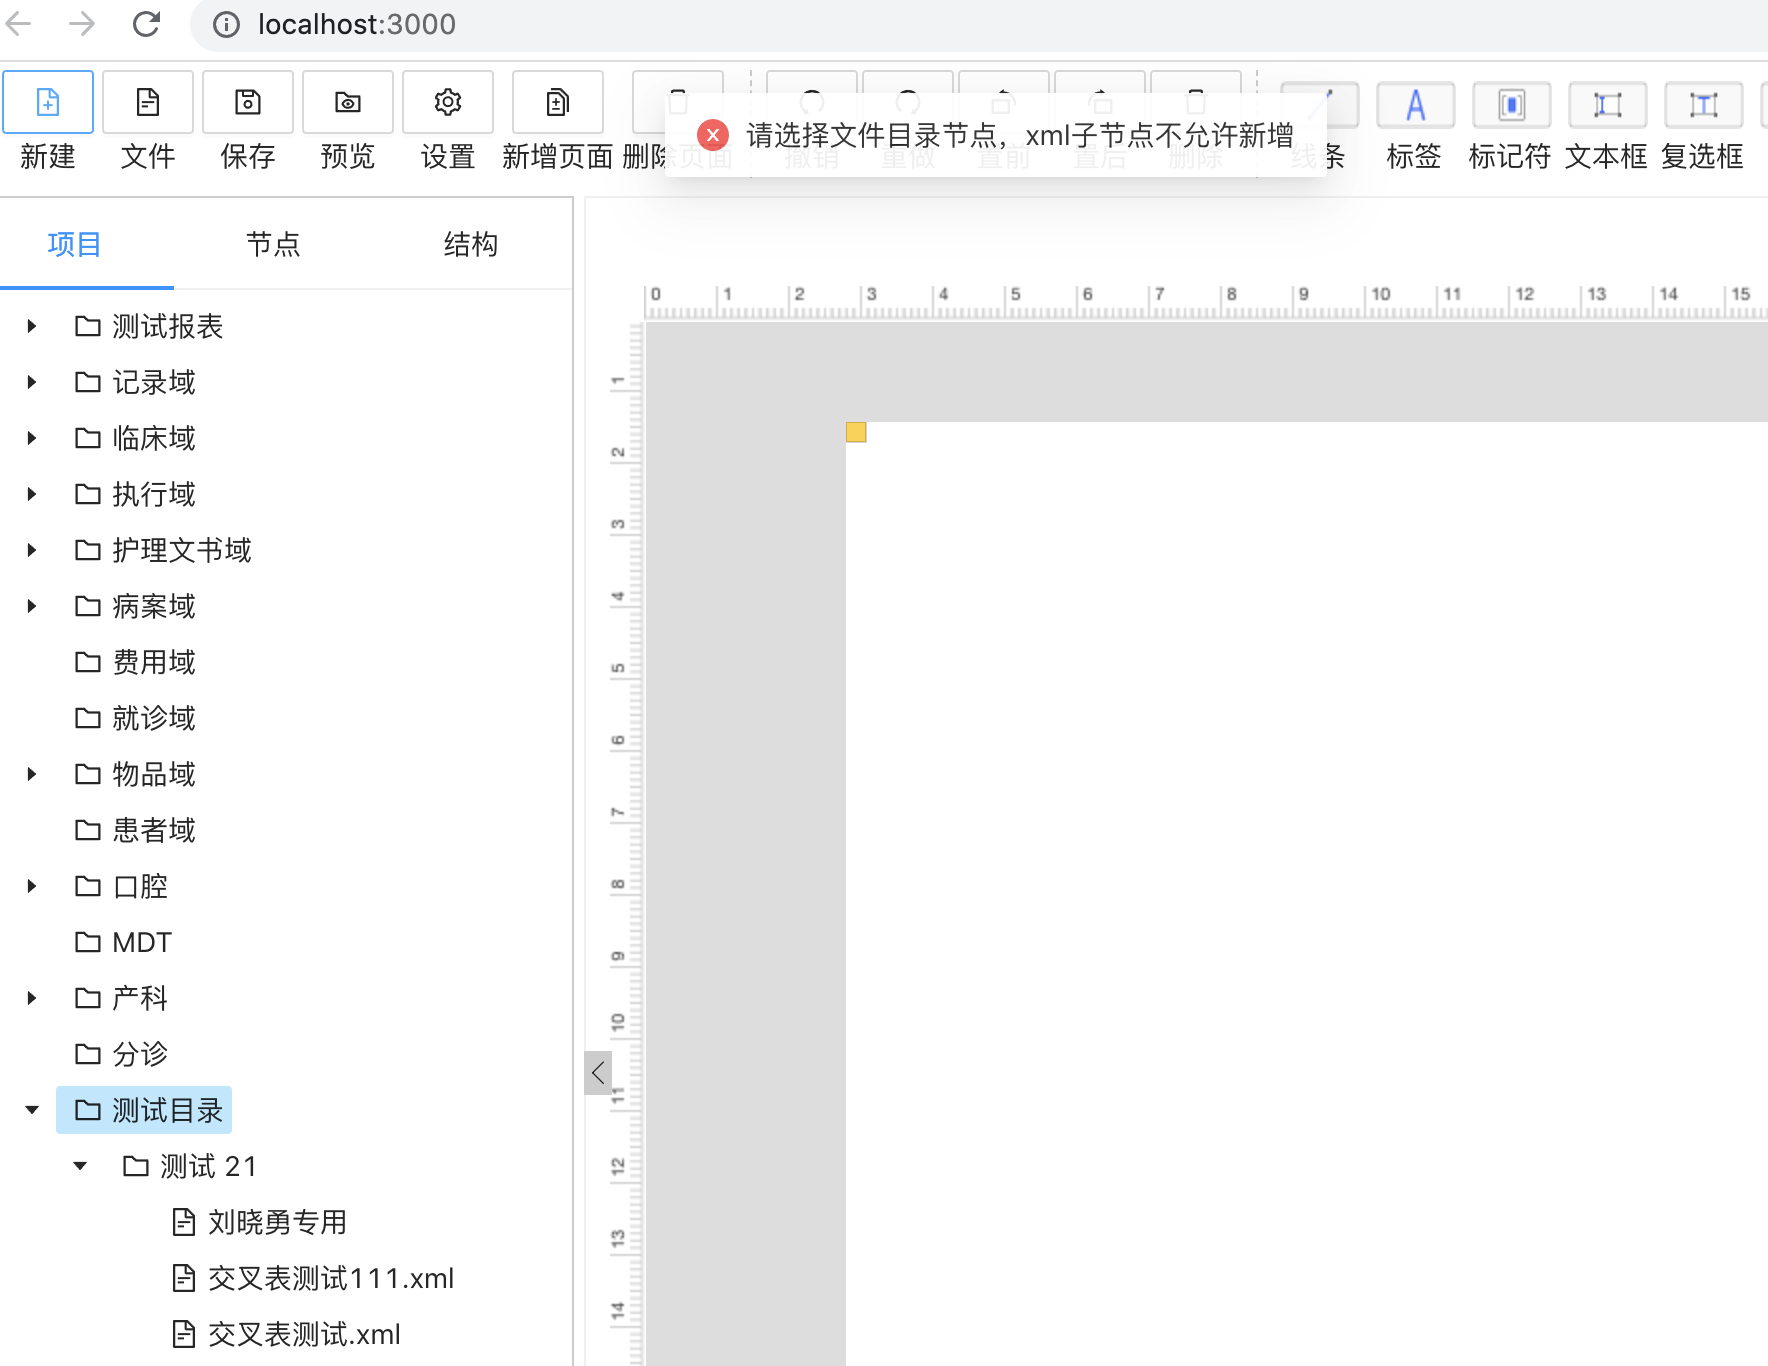 localhost:3000
新建 文件 保存 预览 设置 新增页面 删除页面 撤销 重做 置前 置后 删除 线条 标签 标记符 文本框 复选框
请选择文件目录节点，xml子节点不允许新增
项目 节点 结构
0 1 2 3 4 5 6 7 8 9 10 11 12 13 14 15
测试报表
记录域
临床域
执行域
护理文书域
病案域
费用域
就诊域
物品域
患者域
口腔
MDT
产科
分诊
测试目录
测试 21
刘晓勇专用
交叉表测试111.xml
交叉表测试.xml
1
2
3
4
5
6
7
8
9
10
11
12
13
14